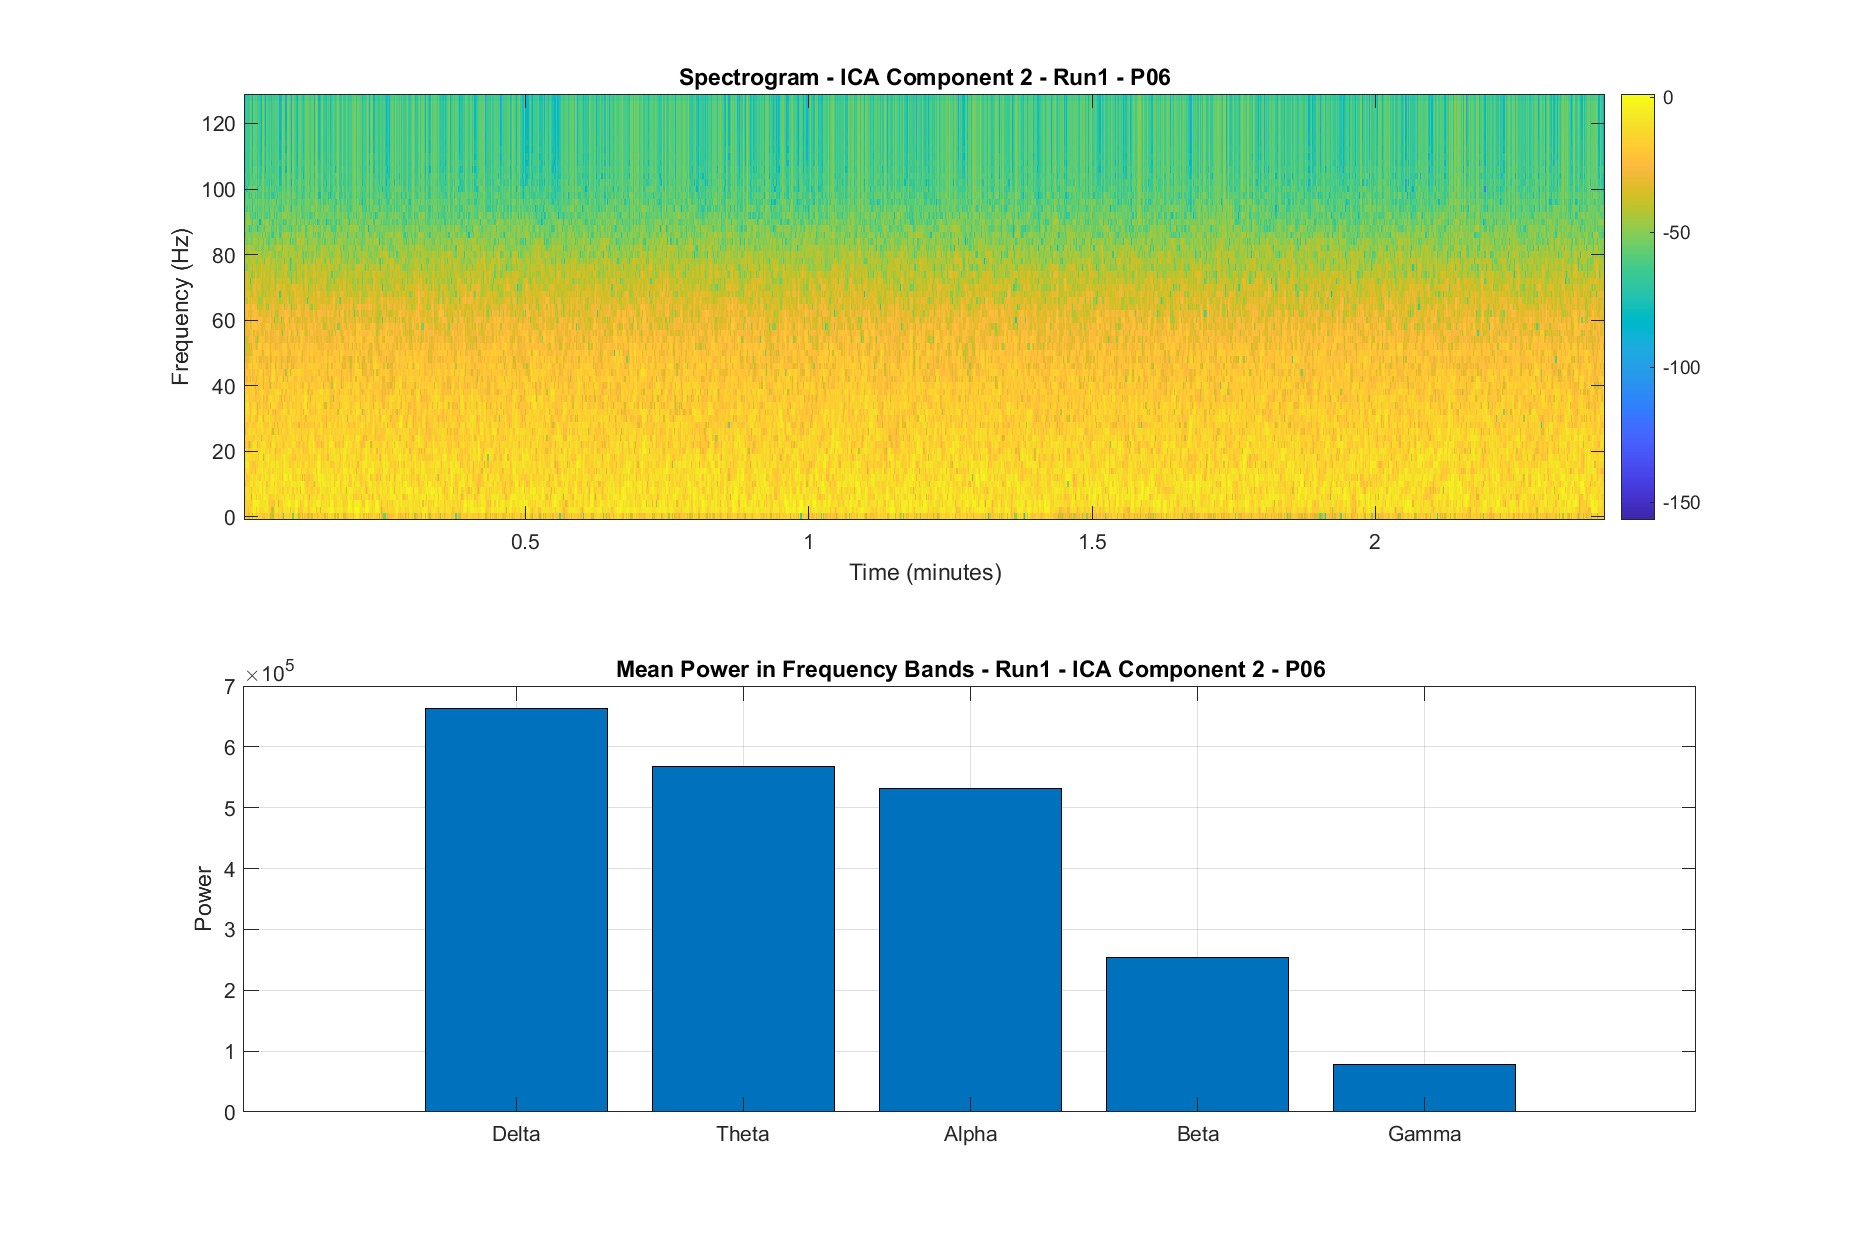 Spectrogram - ICA Component 2 - Run1 - P06
120
100
80
60
40
20
0
Frequency (Hz)
0.5
1
1.5
2
Time (minutes)
0
-50
-100
-150
Mean Power in Frequency Bands - Run1 - ICA Component 2 - P06
×10⁵
7
6
5
4
3
2
1
0
Power
Delta
Theta
Alpha
Beta
Gamma